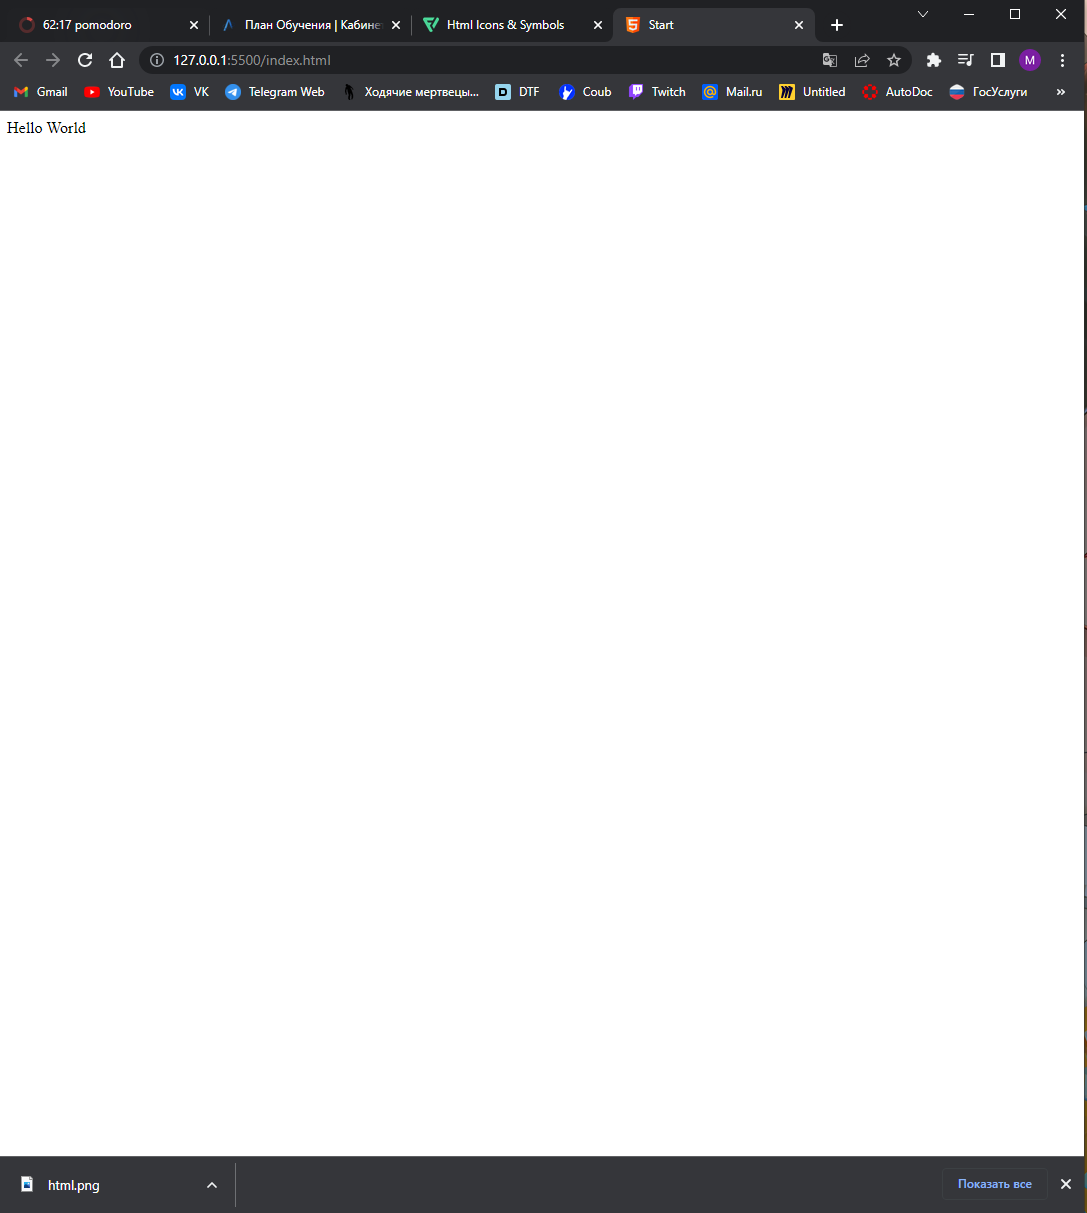 62:17 pomodoro
План Обучения | Кабине
Html Icons & Symbols
Start
127.0.0.1:5500/index.html
M
Gmail
YouTube
VK
Telegram Web
Ходячие мертвецы...
DTF
Coub
Twitch
Mail.ru
Untitled
AutoDoc
ГосУслуги
»
Hello World
html.png
Показать все